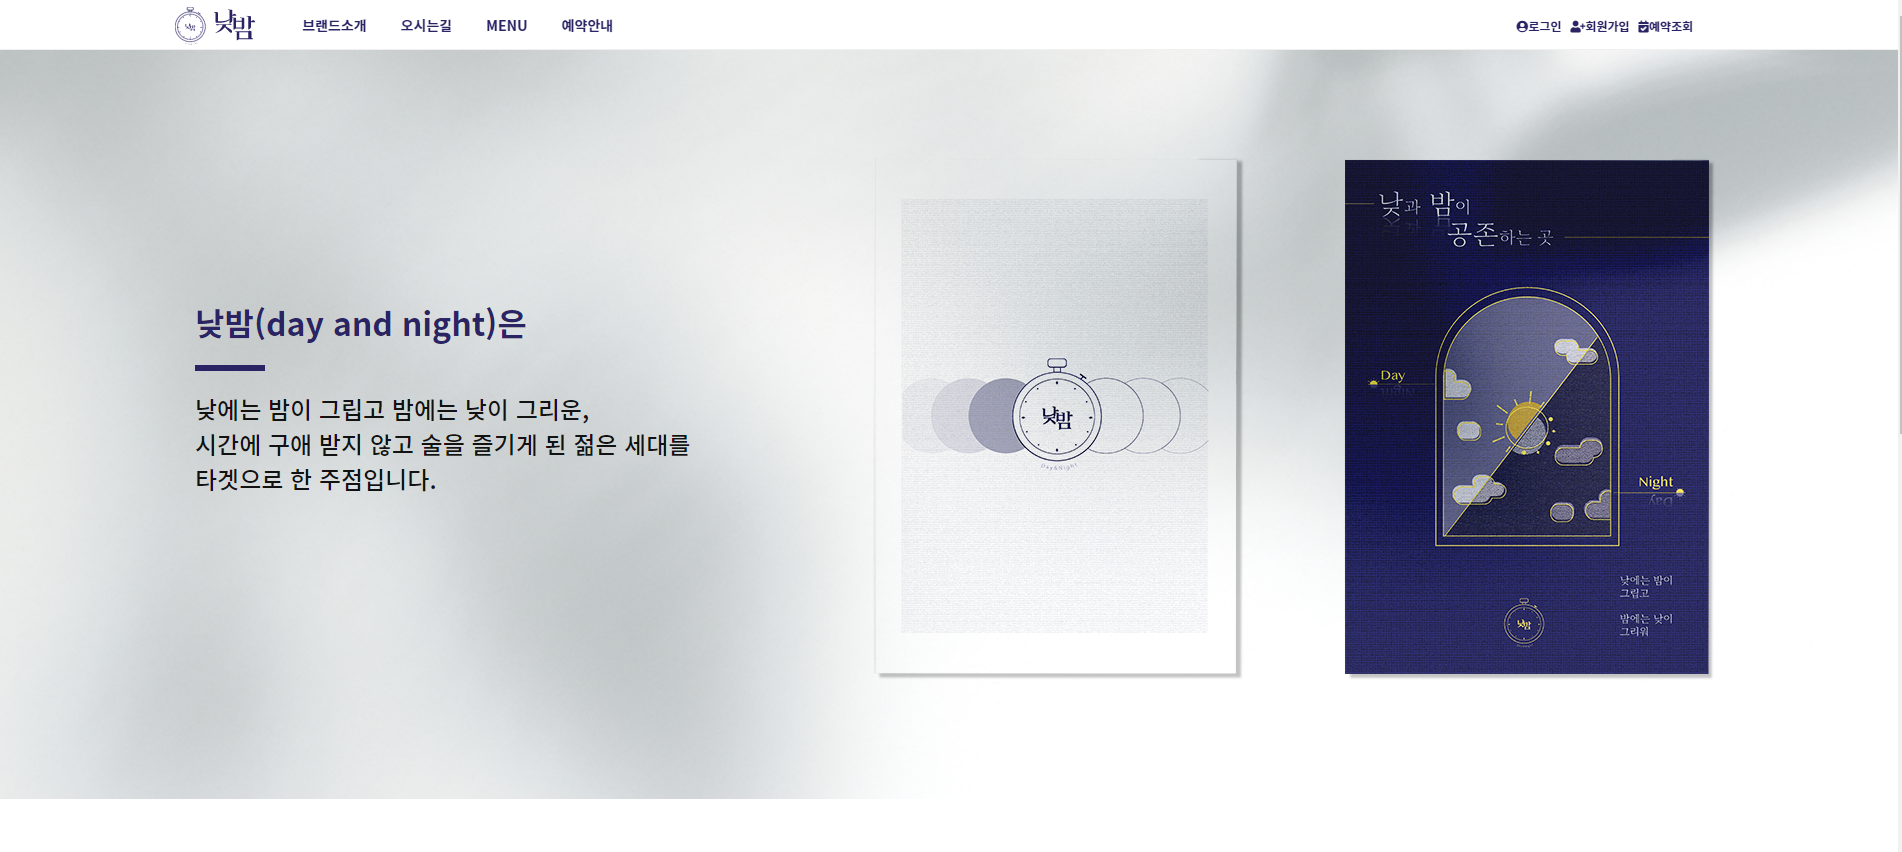 낮밤
낮밤
브랜드소개
오시는길
MENU
예약안내
로그인
회원가입
예약조회
낮밤(day and night)은
낮에는 밤이 그립고 밤에는 낮이 그리운,
시간에 구애 받지 않고 술을 즐기게 된 젊은 세대를
타겟으로 한 주점입니다.
낮밤
Day&Night
낮과 밤이
공존하는 곳
Day
Night
Night
Day
낮에는 밤이
그립고
밤에는 낮이
그리워
낮밤